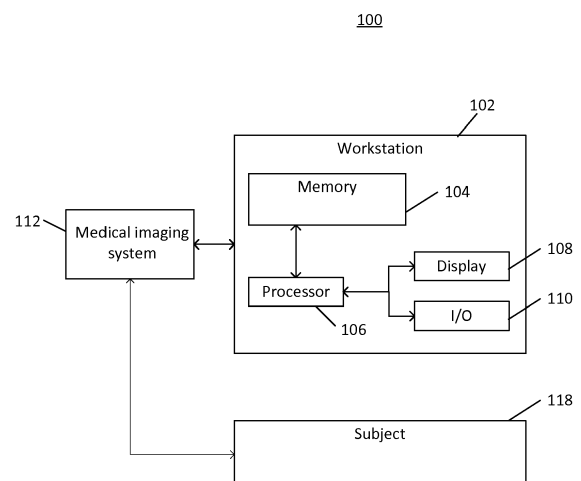 100
102
Workstation
Memory
104
112
Medical imaging
system
Display
108
Processor
I/O
110
106
118
Subject